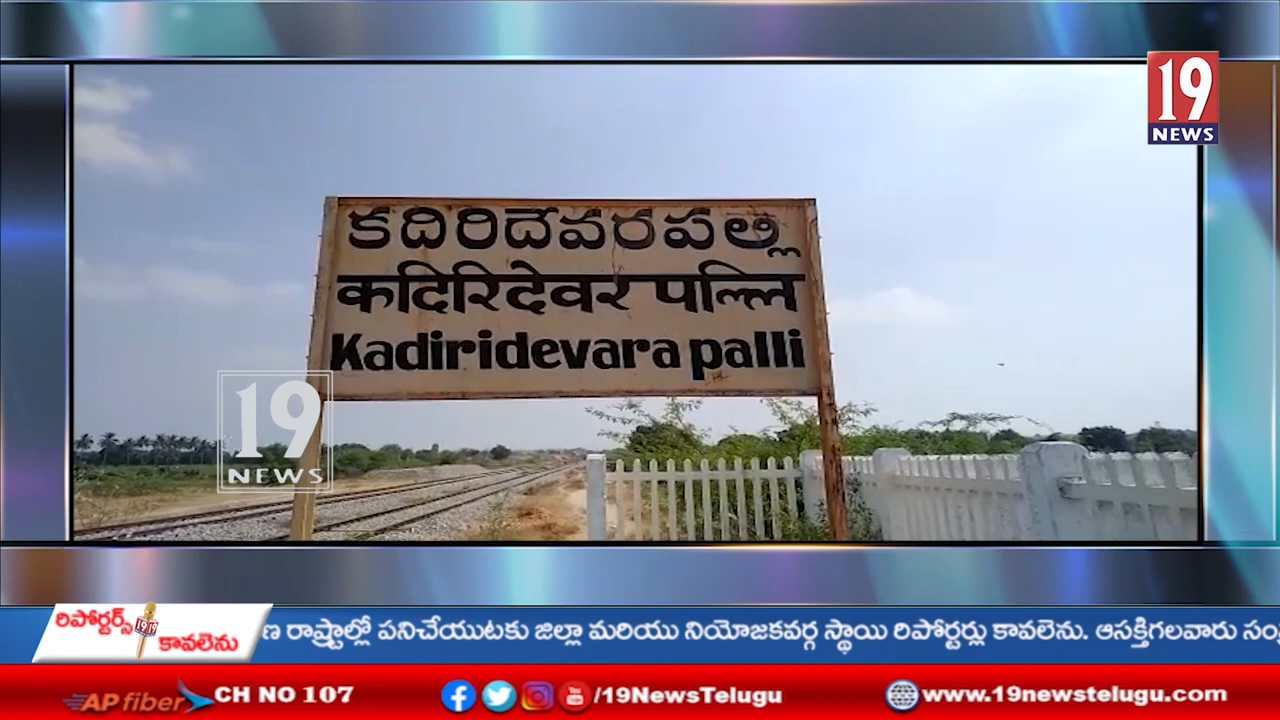 19
NEWS
కదిరిదేవరపల్లి
कदिरिदेवर पल्लि
Kadiridevara palli
19
NEWS
రిపోర్టర్స్ కావలెను
రాష్ట్రాల్లో పనిచేయుటకు జిల్లా మరియు నియోజకవర్గ స్థాయి రిపోర్టర్లు కావలెను. ఆసక్తిగలవారు
AP fiber CH NO 107 /19NewsTelugu www.19newstelugu.com